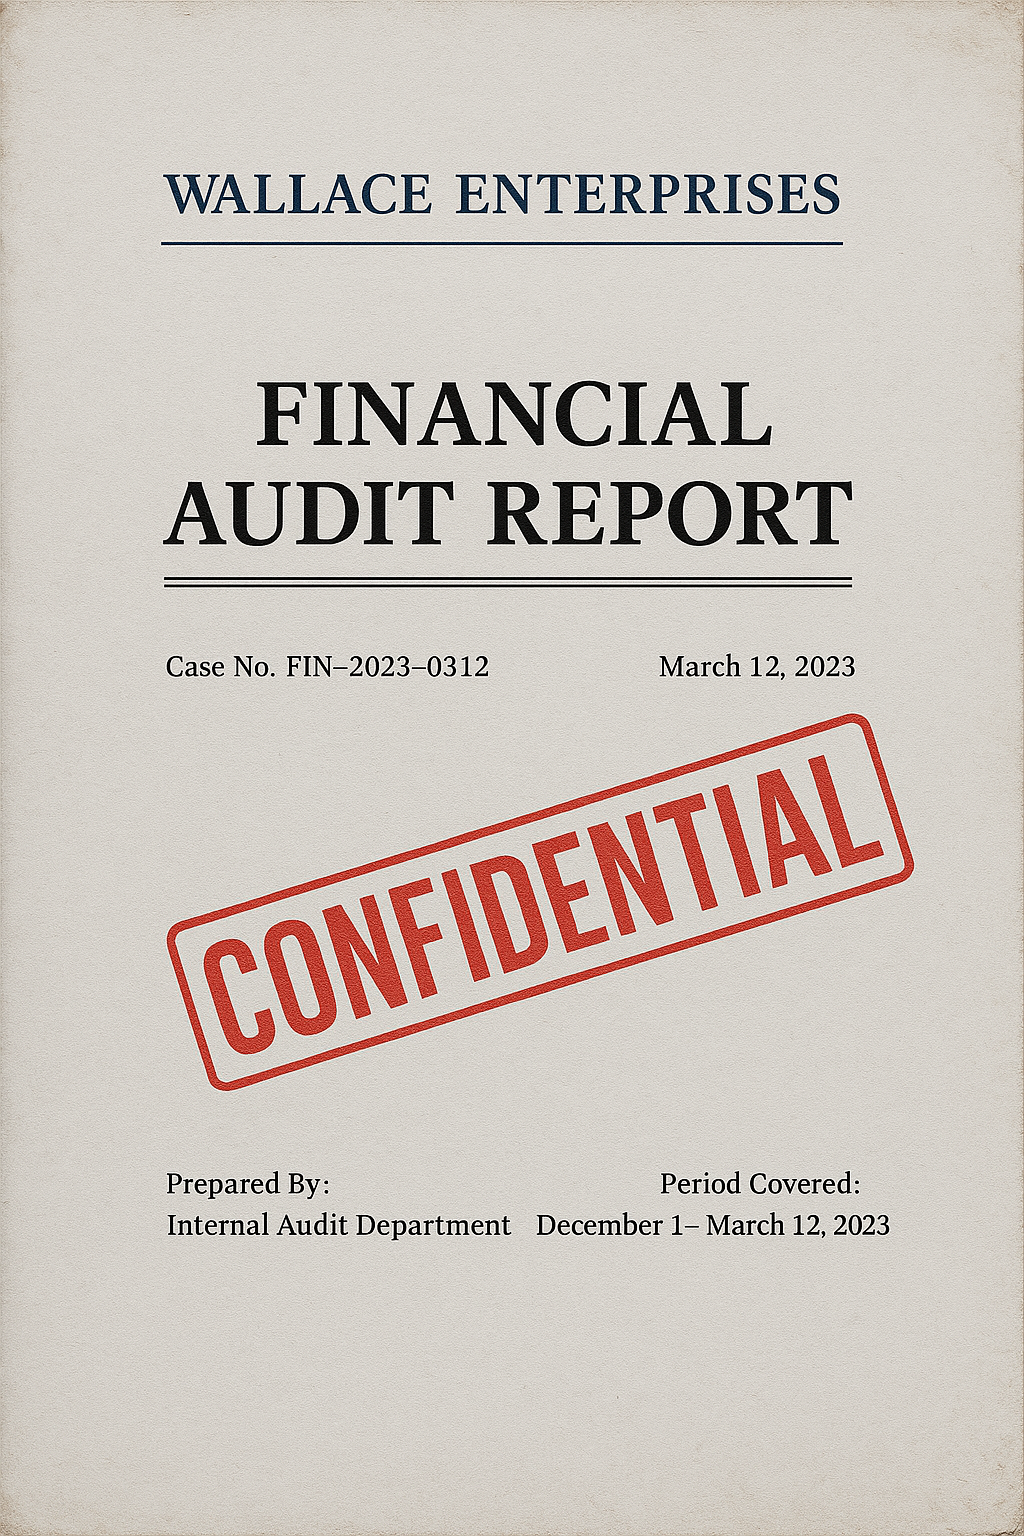 WALLACE ENTERPRISES
FINANCIAL
AUDIT REPORT
Case No. FIN–2023–0312 March 12, 2023
CONFIDENTIAL
Prepared By: Period Covered:
Internal Audit Department December 1– March 12, 2023